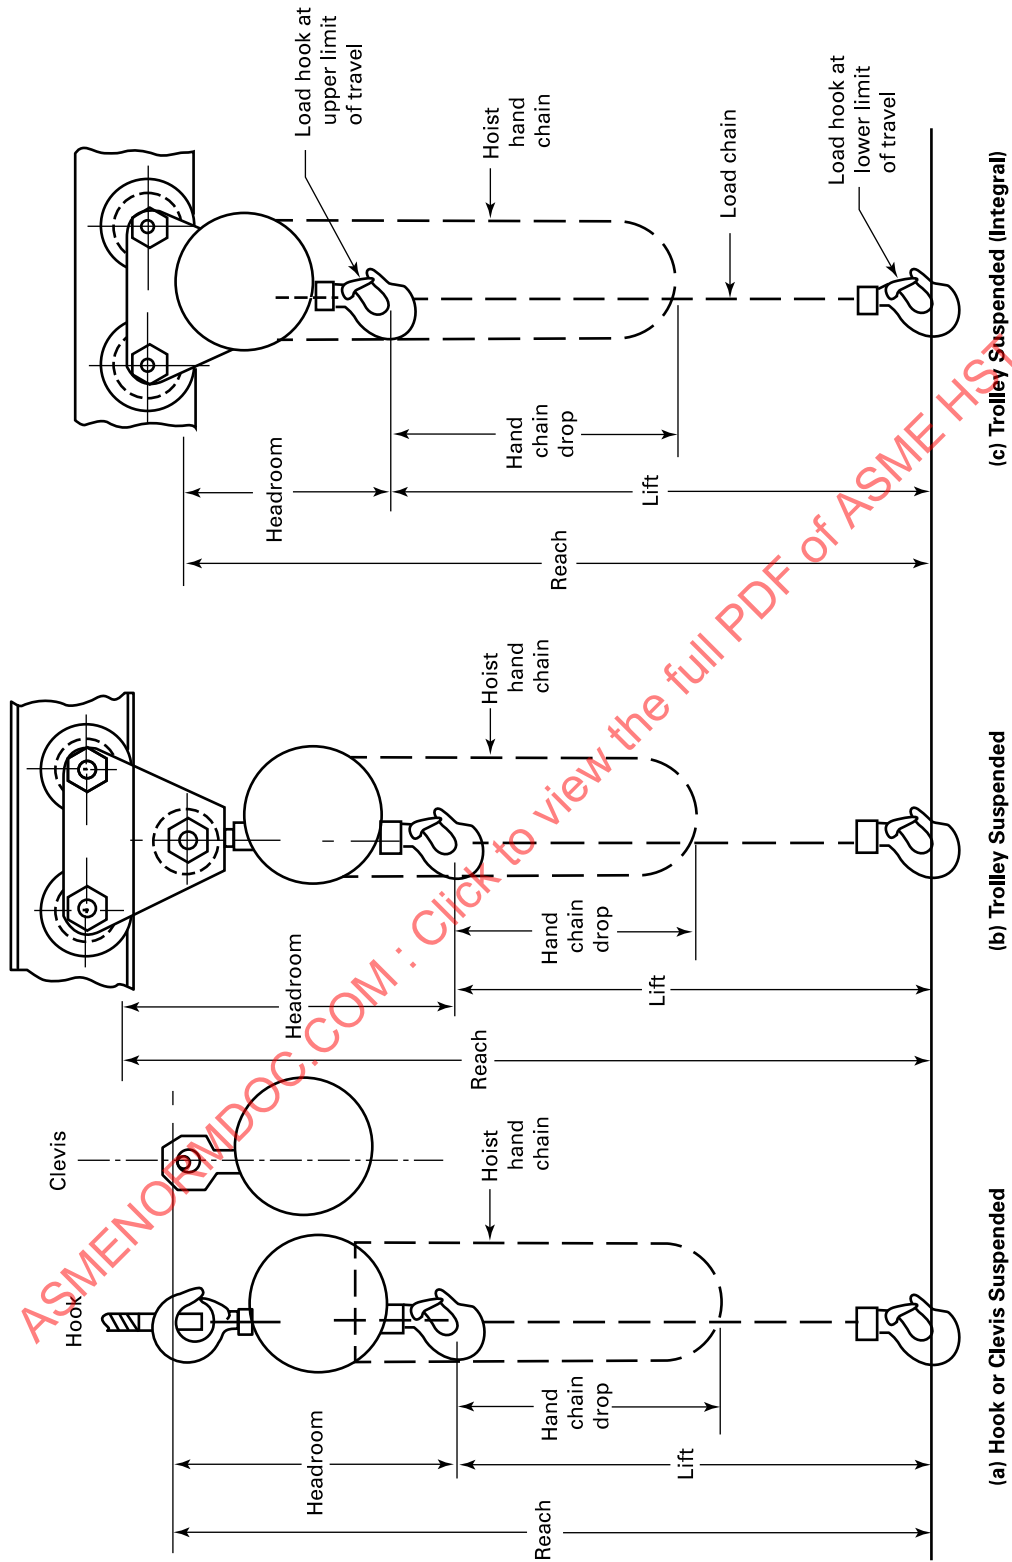 Hook
Clevis
Hoist
hand
chain
Hand
chain
drop
Headroom
Lift
Reach
(a) Hook or Clevis Suspended
Hoist
hand
chain
Hand
chain
drop
Headroom
Lift
Reach
(b) Trolley Suspended
Load hook at
upper limit
of travel
Hoist
hand
chain
Load chain
Load hook at
lower limit
of travel
Hand
chain
drop
Headroom
Lift
Reach
(c) Trolley Suspended (Integral)
ASMENORMDOC.COM : Click to view the full PDF of ASME HST